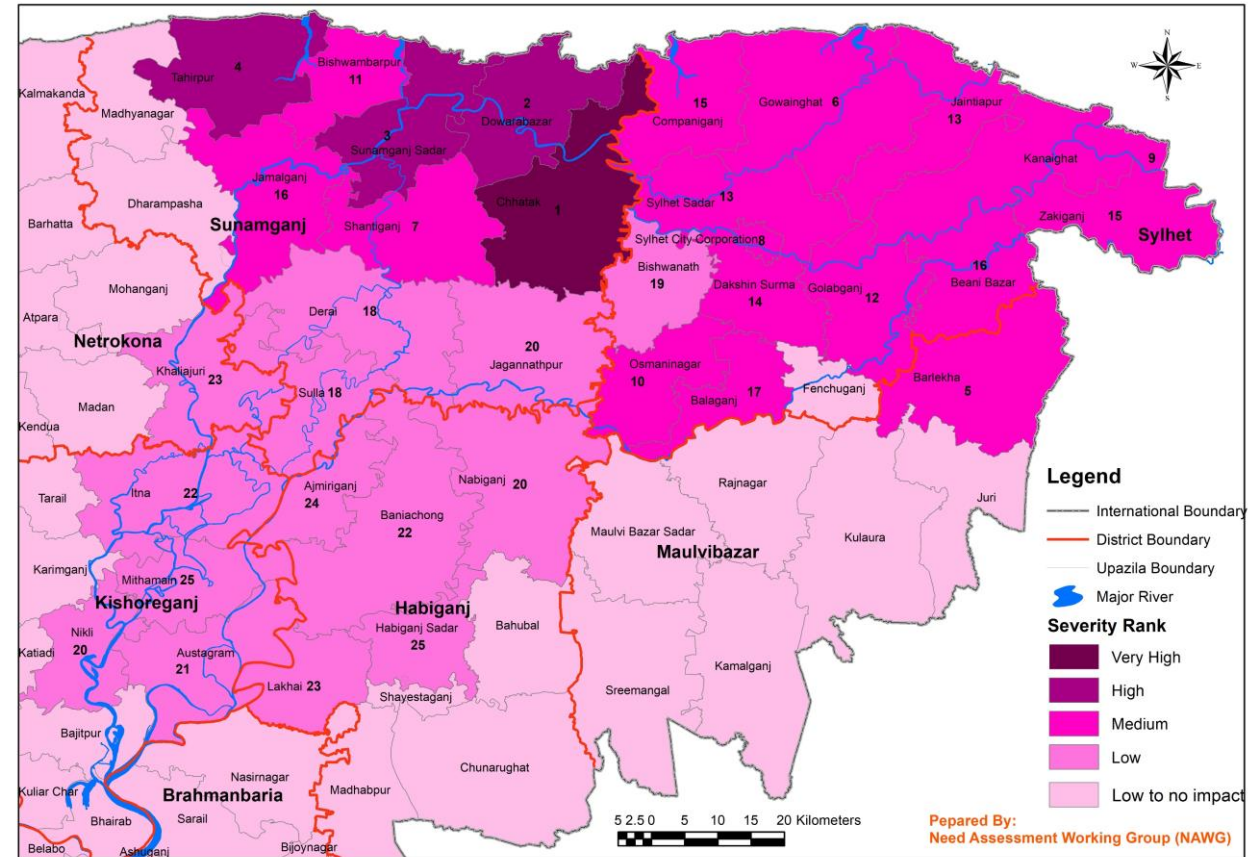 Tahirpur
4
Bishwambarpur
11
Kalmakanda
Madhyanagar
2
Dowarabazar
3
Sunamganj Sadar
15
Companiganj
Gowainghat 6
Jaintiapur
13
Kanaighat
9
N
W
E
S
Jamalganj
16
Dharampasha
Sunamganj
Barhatta
Shantiganj 7
Chhatak
1
Sylhet Sadar 13
Sylhet City Corporation 8
Bishwanath
19
Dakshin Surma
14
Golabganj
12
16
Beani Bazar
Zakiganj 15
Sylhet
Mohanganj
Atpara
Netrokona
Derai 18
20
Jagannathpur
Khaliajuri
23
Sulla 18
Madan
Kendua
Osmaninagar
10
Balaganj 17
Fenchuganj
Barlekha
5
Tarail
Itna
22
Ajmiriganj
24
Baniachong
22
Nabiganj 20
Rajnagar
Maulvi Bazar Sadar
Maulvibazar
Kulaura
Juri
Karimganj
Mithamain 25
Kishoreganj
Nikli
20
Katiadi
Austagram
21
Habiganj
Habiganj Sadar
25
Bahubal
Lakhai 23
Shayestaganj
Sreemangal
Kamalganj
Bajitpur
Nasirnagar
Kuliar Char
Brahmanbaria
Madhabpur
Chunarughat
Bhairab
Sarail
Belabo
Ashuganj
Bijoynagar
Legend
International Boundary
District Boundary
Upazila Boundary
Major River
Severity Rank
Very High
High
Medium
Low
Low to no impact
5 2.5 0 5 10 15 20 Kilometers
Pepared By:
Need Assessment Working Group (NAWG)